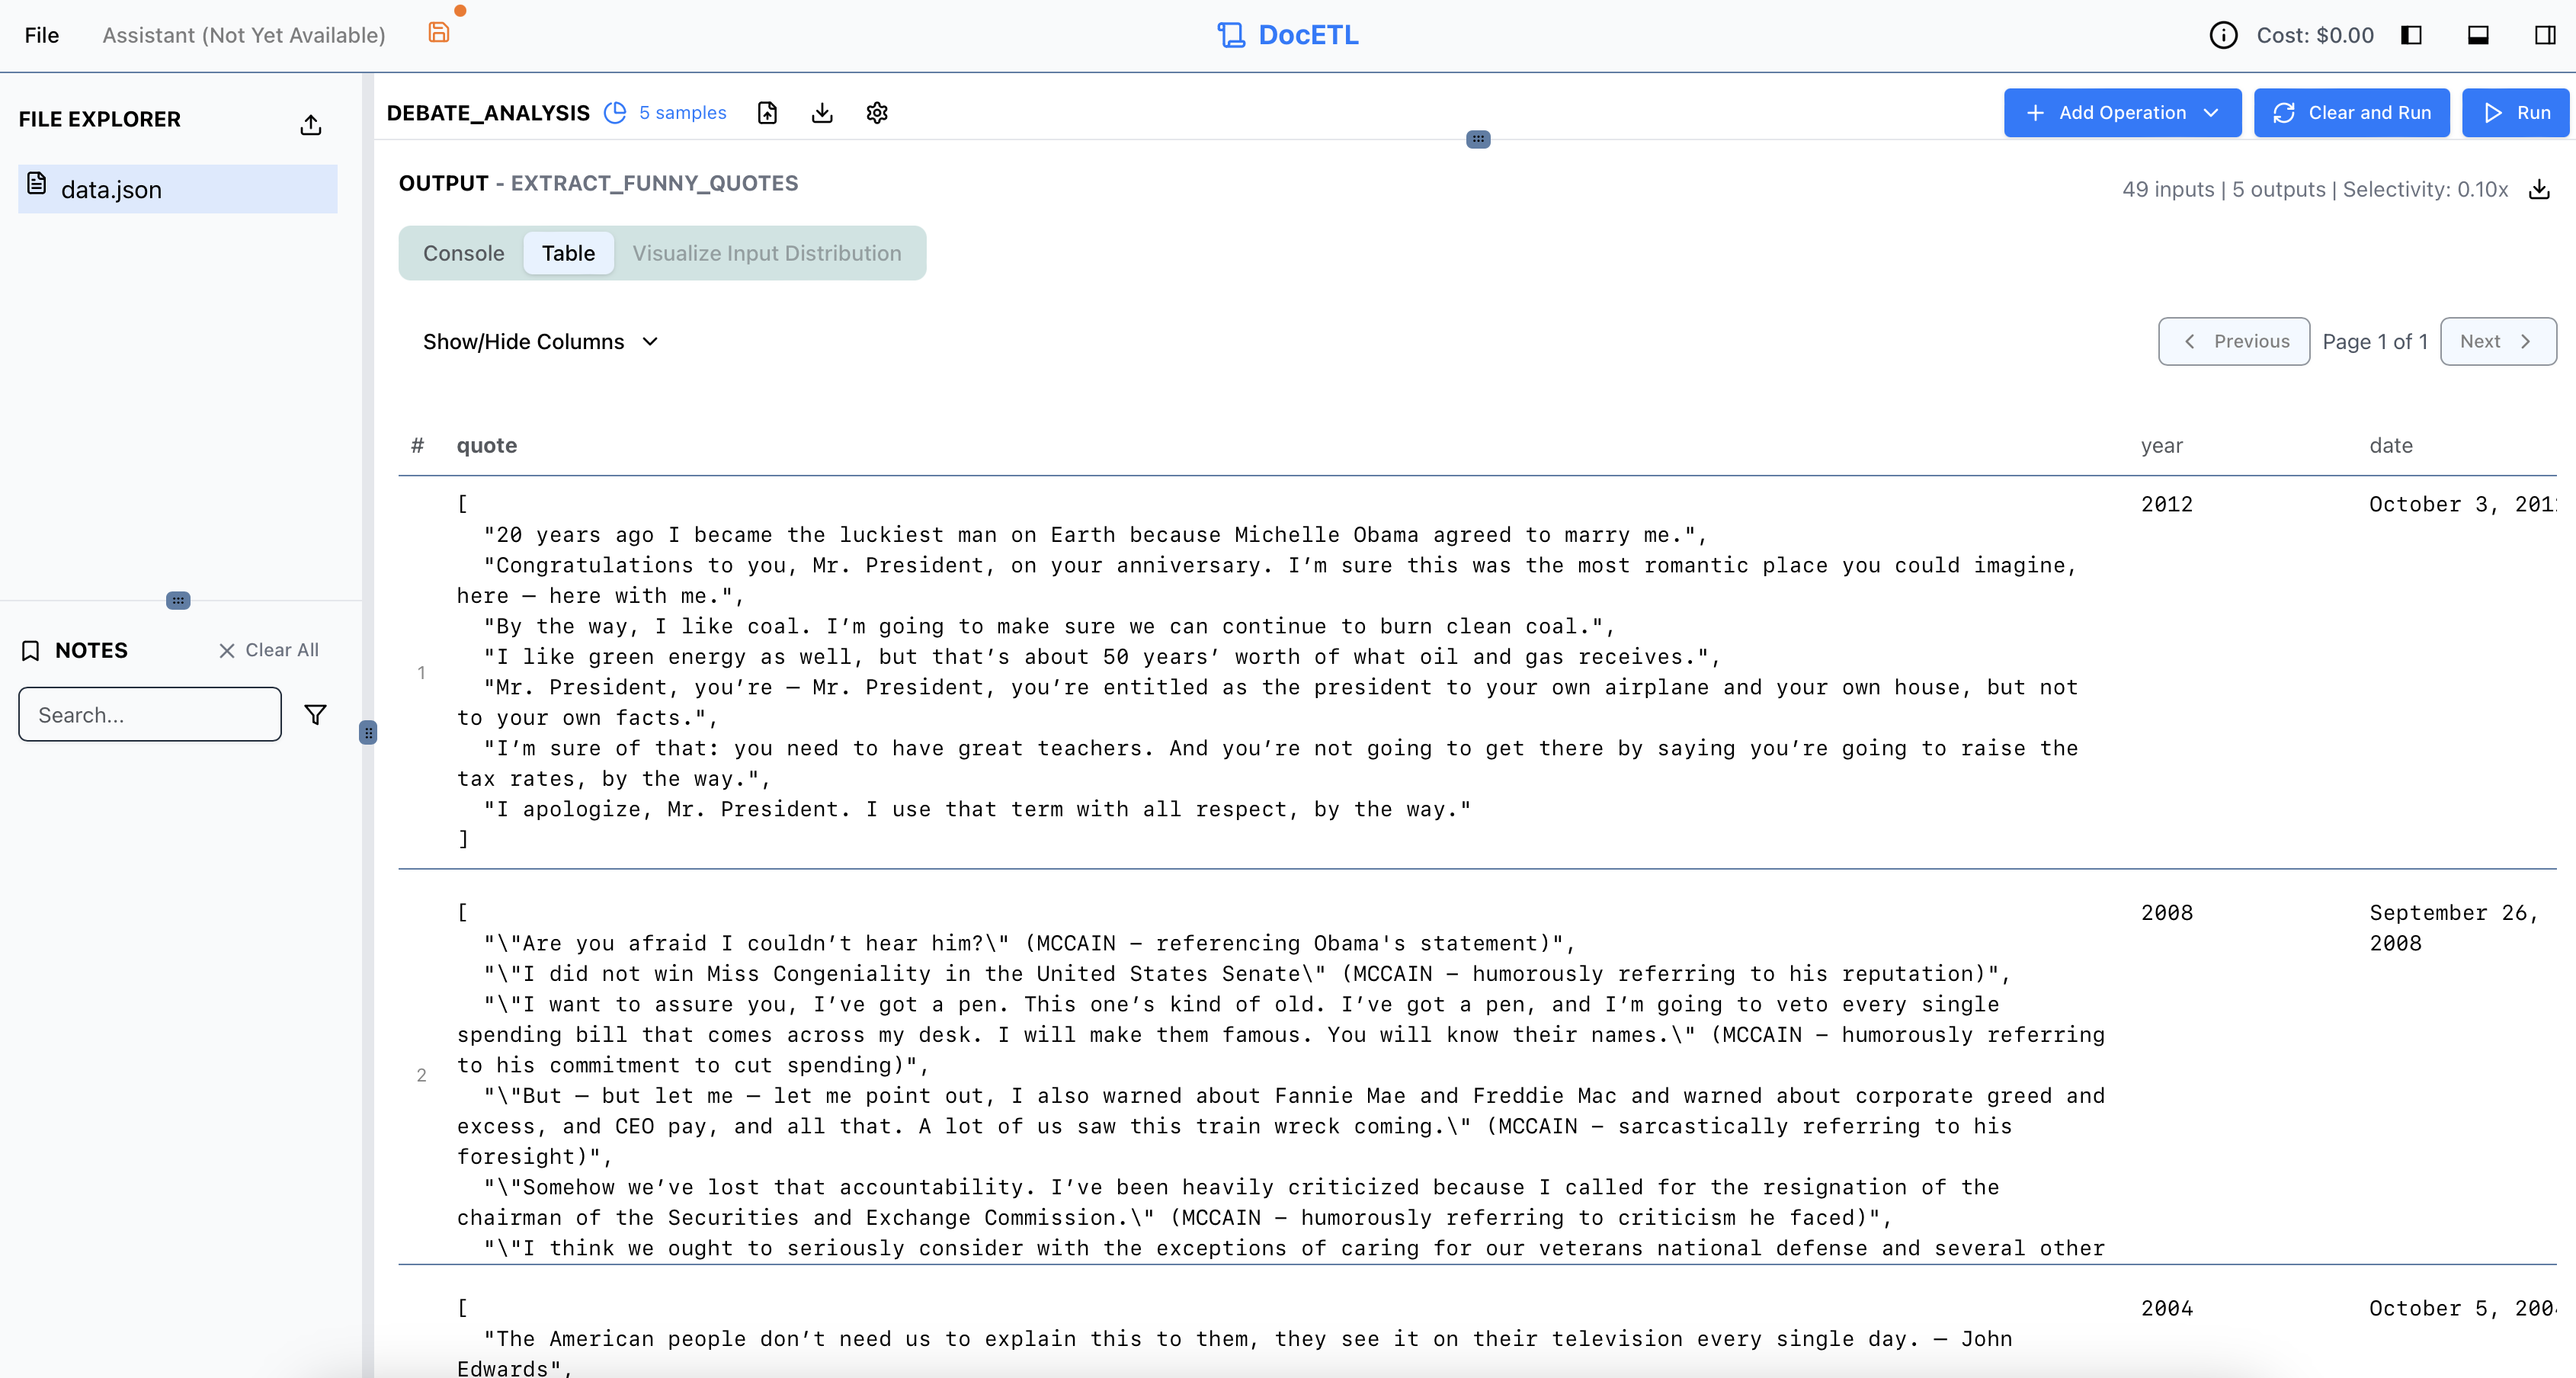 File
Assistant (Not Yet Available)
DocETL
Cost: $0.00
FILE EXPLORER
data.json
NOTES
Clear All
Search...
DEBATE_ANALYSIS
5 samples
Add Operation
Clear and Run
Run
OUTPUT - EXTRACT_FUNNY_QUOTES
49 inputs | 5 outputs | Selectivity: 0.10x
Console
Table
Visualize Input Distribution
Show/Hide Columns
Previous
Page 1 of 1
Next
# quote year date
1
[
"20 years ago I became the luckiest man on Earth because Michelle Obama agreed to marry me.",
"Congratulations to you, Mr. President, on your anniversary. I’m sure this was the most romantic place you could imagine,
here — here with me.",
"By the way, I like coal. I’m going to make sure we can continue to burn clean coal.",
"I like green energy as well, but that’s about 50 years’ worth of what oil and gas receives.",
"Mr. President, you’re — Mr. President, you’re entitled as the president to your own airplane and your own house, but not
to your own facts.",
"I’m sure of that: you need to have great teachers. And you’re not going to get there by saying you’re going to raise the
tax rates, by the way.",
"I apologize, Mr. President. I use that term with all respect, by the way."
]
2012
October 3, 201
2
[
"\"Are you afraid I couldn’t hear him?\" (MCCAIN – referencing Obama's statement)",
"\"I did not win Miss Congeniality in the United States Senate\" (MCCAIN – humorously referring to his reputation)",
"\"I want to assure you, I’ve got a pen. This one’s kind of old. I’ve got a pen, and I’m going to veto every single
spending bill that comes across my desk. I will make them famous. You will know their names.\" (MCCAIN – humorously referring
to his commitment to cut spending)",
"\"But — but let me — let me point out, I also warned about Fannie Mae and Freddie Mac and warned about corporate greed and
excess, and CEO pay, and all that. A lot of us saw this train wreck coming.\" (MCCAIN – sarcastically referring to his
foresight)",
"\"Somehow we’ve lost that accountability. I’ve been heavily criticized because I called for the resignation of the
chairman of the Securities and Exchange Commission.\" (MCCAIN – humorously referring to criticism he faced)",
"\"I think we ought to seriously consider with the exceptions of caring for our veterans national defense and several other
2008
September 26,
2008
[
"The American people don’t need us to explain this to them, they see it on their television every single day. – John
Edwards",
2004
October 5, 200